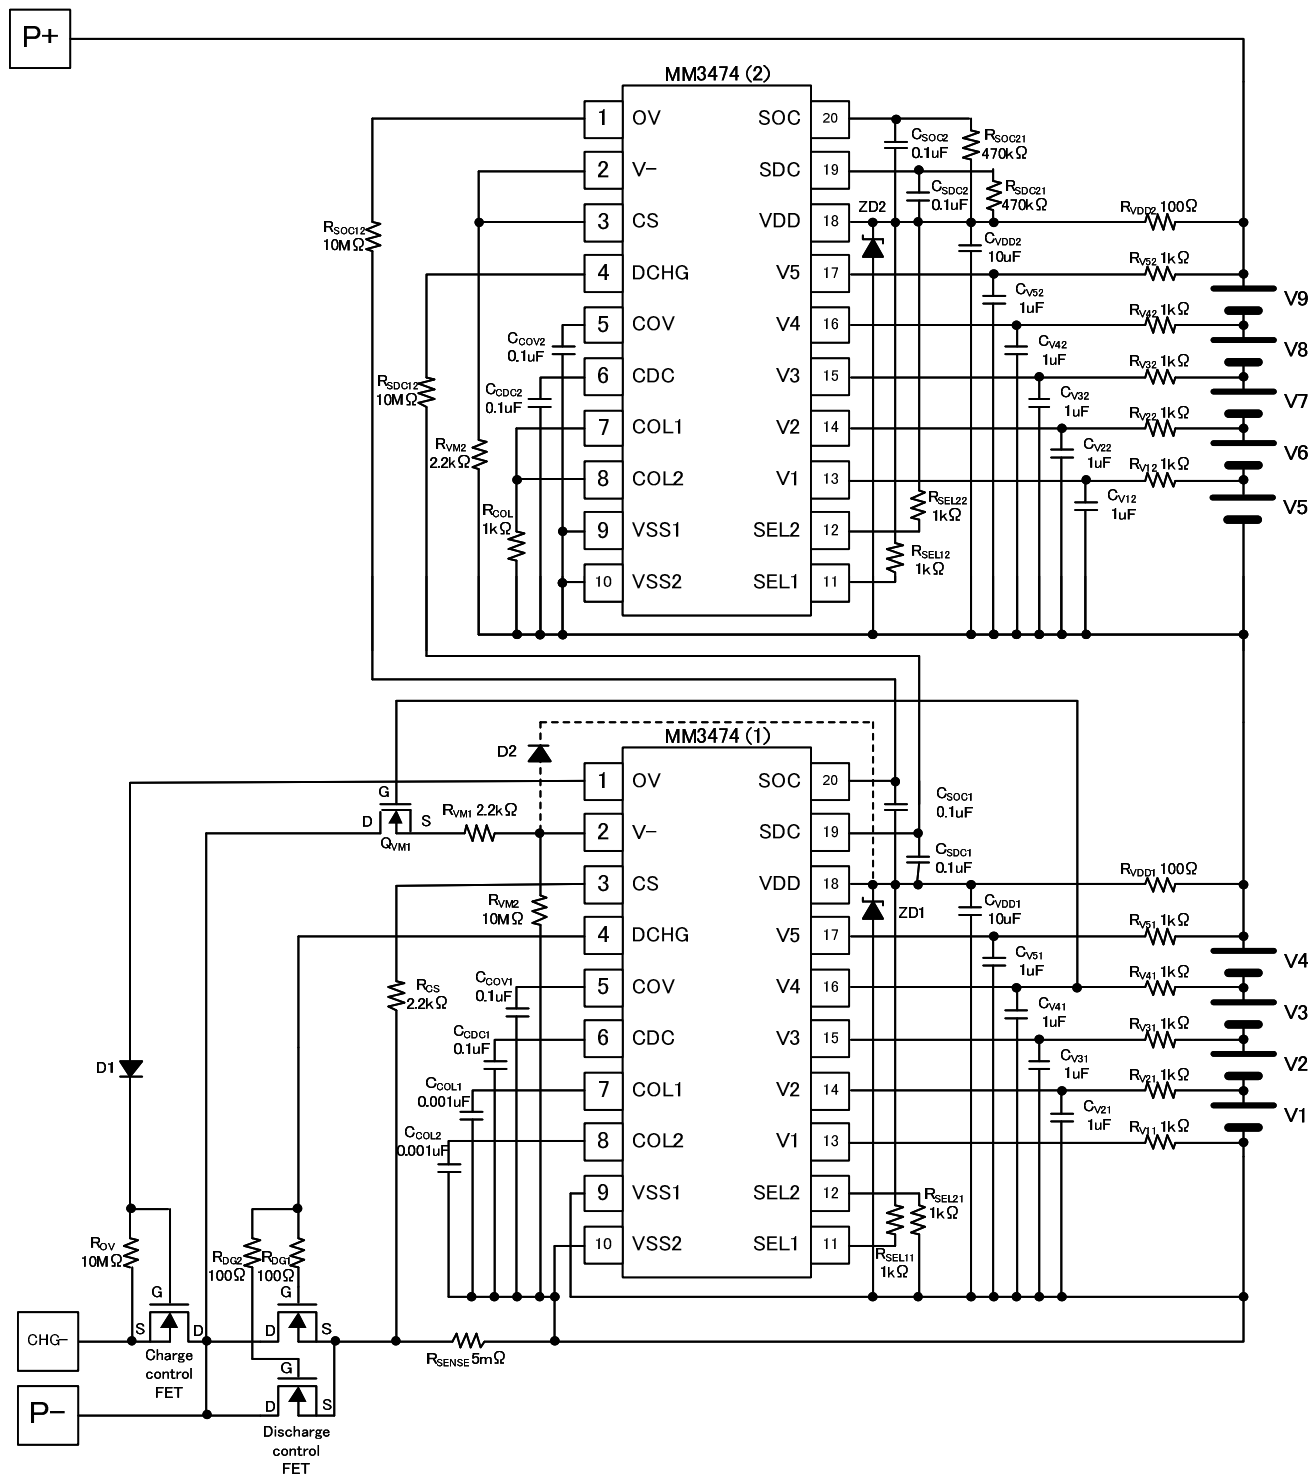 P+
MM3474 (2)
1 OV
SOC 20
2 V-
SDC 19
3 CS
VDD 18
4 DCHG
V5 17
5 COV
V4 16
6 CDC
V3 15
7 COL1
V2 14
8 COL2
V1 13
9 VSS1
SEL2 12
10 VSS2
SEL1 11
RSOC12
10MΩ
RSDC12
10MΩ
RVM2
2.2kΩ
RCOL
1kΩ
CCOV2
0.1uF
CCDC2
0.1uF
CSOC2
0.1uF
RSOC21
470kΩ
CSDC2
0.1uF
RSDC21
470kΩ
ZD2
CVDD2
10uF
RVDD2 100Ω
CV52
1uF
RV52 1kΩ
CV42
1uF
RV42 1kΩ
CV32
1uF
RV32 1kΩ
CV22
1uF
RV22 1kΩ
CV12
1uF
RV12 1kΩ
RSEL22
1kΩ
RSEL12
1kΩ
V9
V8
V7
V6
V5
MM3474 (1)
1 OV
SOC 20
2 V-
SDC 19
3 CS
VDD 18
4 DCHG
V5 17
5 COV
V4 16
6 CDC
V3 15
7 COL1
V2 14
8 COL2
V1 13
9 VSS1
SEL2 12
10 VSS2
SEL1 11
D2
G
D
S
QVM1
RVM1 2.2kΩ
RVM2
10MΩ
RCS
2.2kΩ
CCOV1
0.1uF
CCDC1
0.1uF
CCOL1
0.001uF
CCOL2
0.001uF
CSOC1
0.1uF
CSDC1
0.1uF
ZD1
CVDD1
10uF
RVDD1 100Ω
CV51
1uF
RV51 1kΩ
CV41
1uF
RV41 1kΩ
CV31
1uF
RV31 1kΩ
CV21
1uF
RV21 1kΩ
RV11 1kΩ
RSEL21
1kΩ
RSEL11
1kΩ
V4
V3
V2
V1
D1
ROV
10MΩ
RDG2
100Ω
RDG1
100Ω
CHG-
G
S
D
Charge
control
FET
G
D
S
RSENSE 5mΩ
P-
G
D
S
Discharge
control
FET